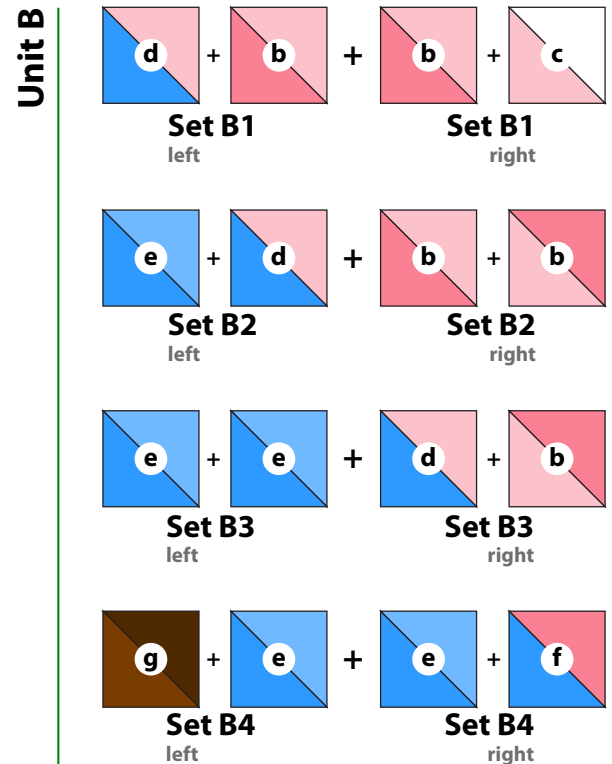 Unit B
d + b + b + c
Set B1 Set B1
left right
e + d + b + b
Set B2 Set B2
left right
e + e + d + b
Set B3 Set B3
left right
g + e + e + f
Set B4 Set B4
left right